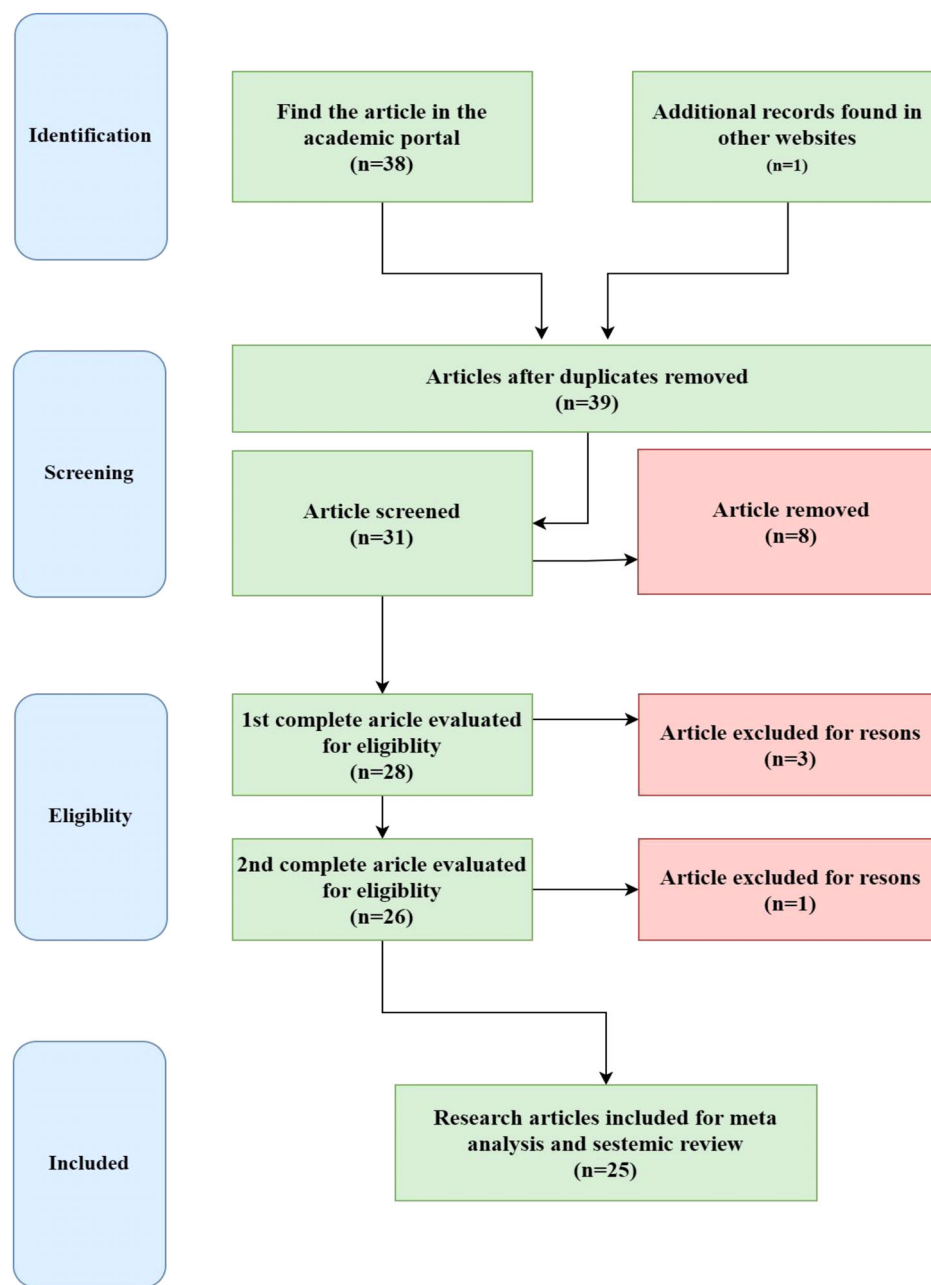 Identification
Find the article in the
academic portal
(n=38)
Additional records found in
other websites
(n=1)
Articles after duplicates removed
(n=39)
Screening
Article screened
(n=31)
Article removed
(n=8)
Eligiblity
1st complete aricle evaluated
for eligiblity
(n=28)
Article excluded for resons
(n=3)
2nd complete aricle evaluated
for eligiblity
(n=26)
Article excluded for resons
(n=1)
Included
Research articles included for meta
analysis and sestemic review
(n=25)